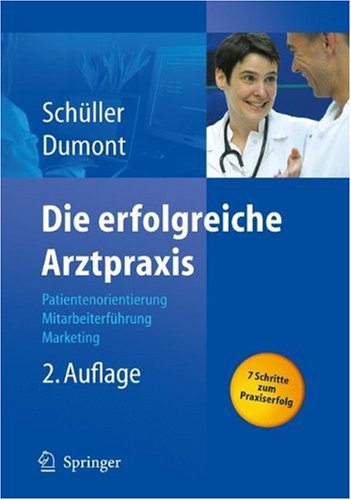 Schüller
Dumont
Die erfolgreiche
Arztpraxis
Patientenorientierung
Mitarbeiterführung
Marketing
2. Auflage
7 Schritte
zum
Praxiserfolg
Springer